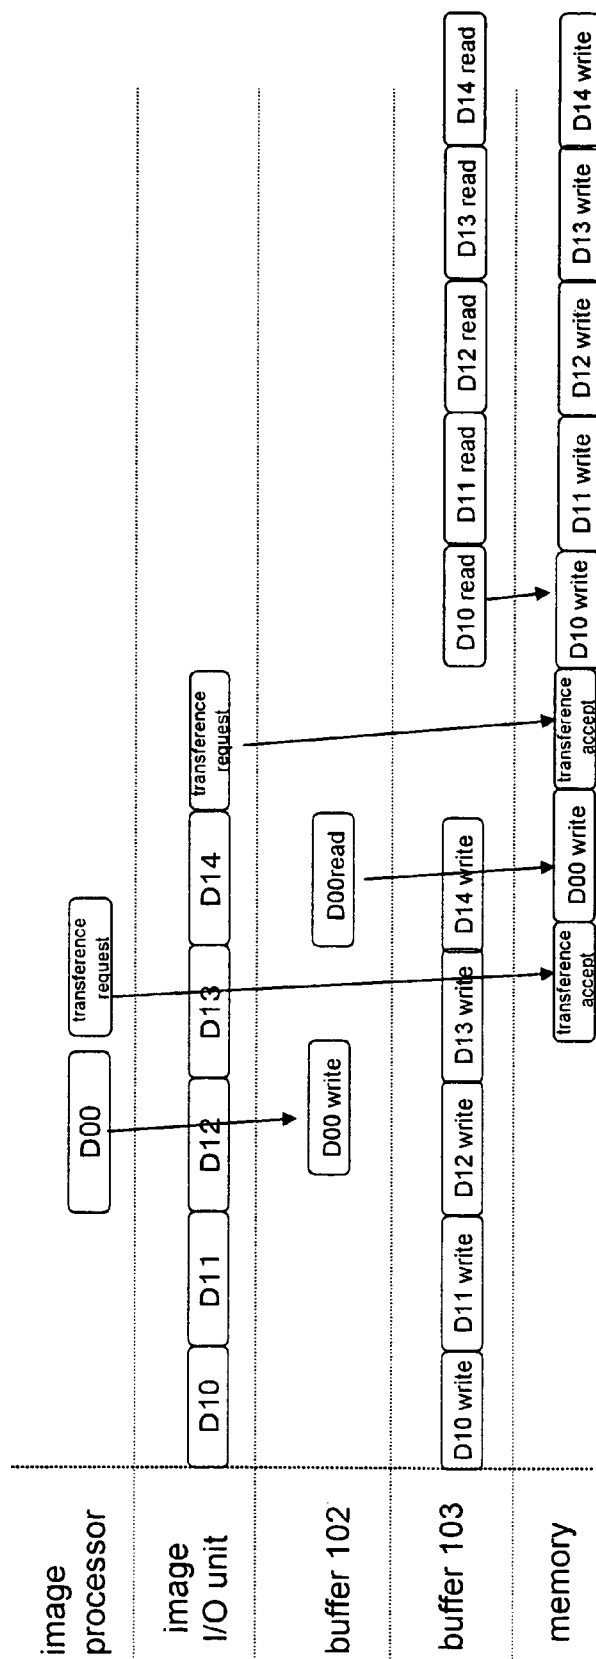 image
processor
D00
transference
request
image
I/O unit
D10
D11
D12
D13
D14
transference
request
buffer 102
D00 write
D00read
buffer 103
D10 write
D11 write
D12 write
D13 write
D14 write
D10 read
D11 read
D12 read
D13 read
D14 read
memory
transference
accept
D00 write
transference
accept
D10 write
D11 write
D12 write
D13 write
D14 write